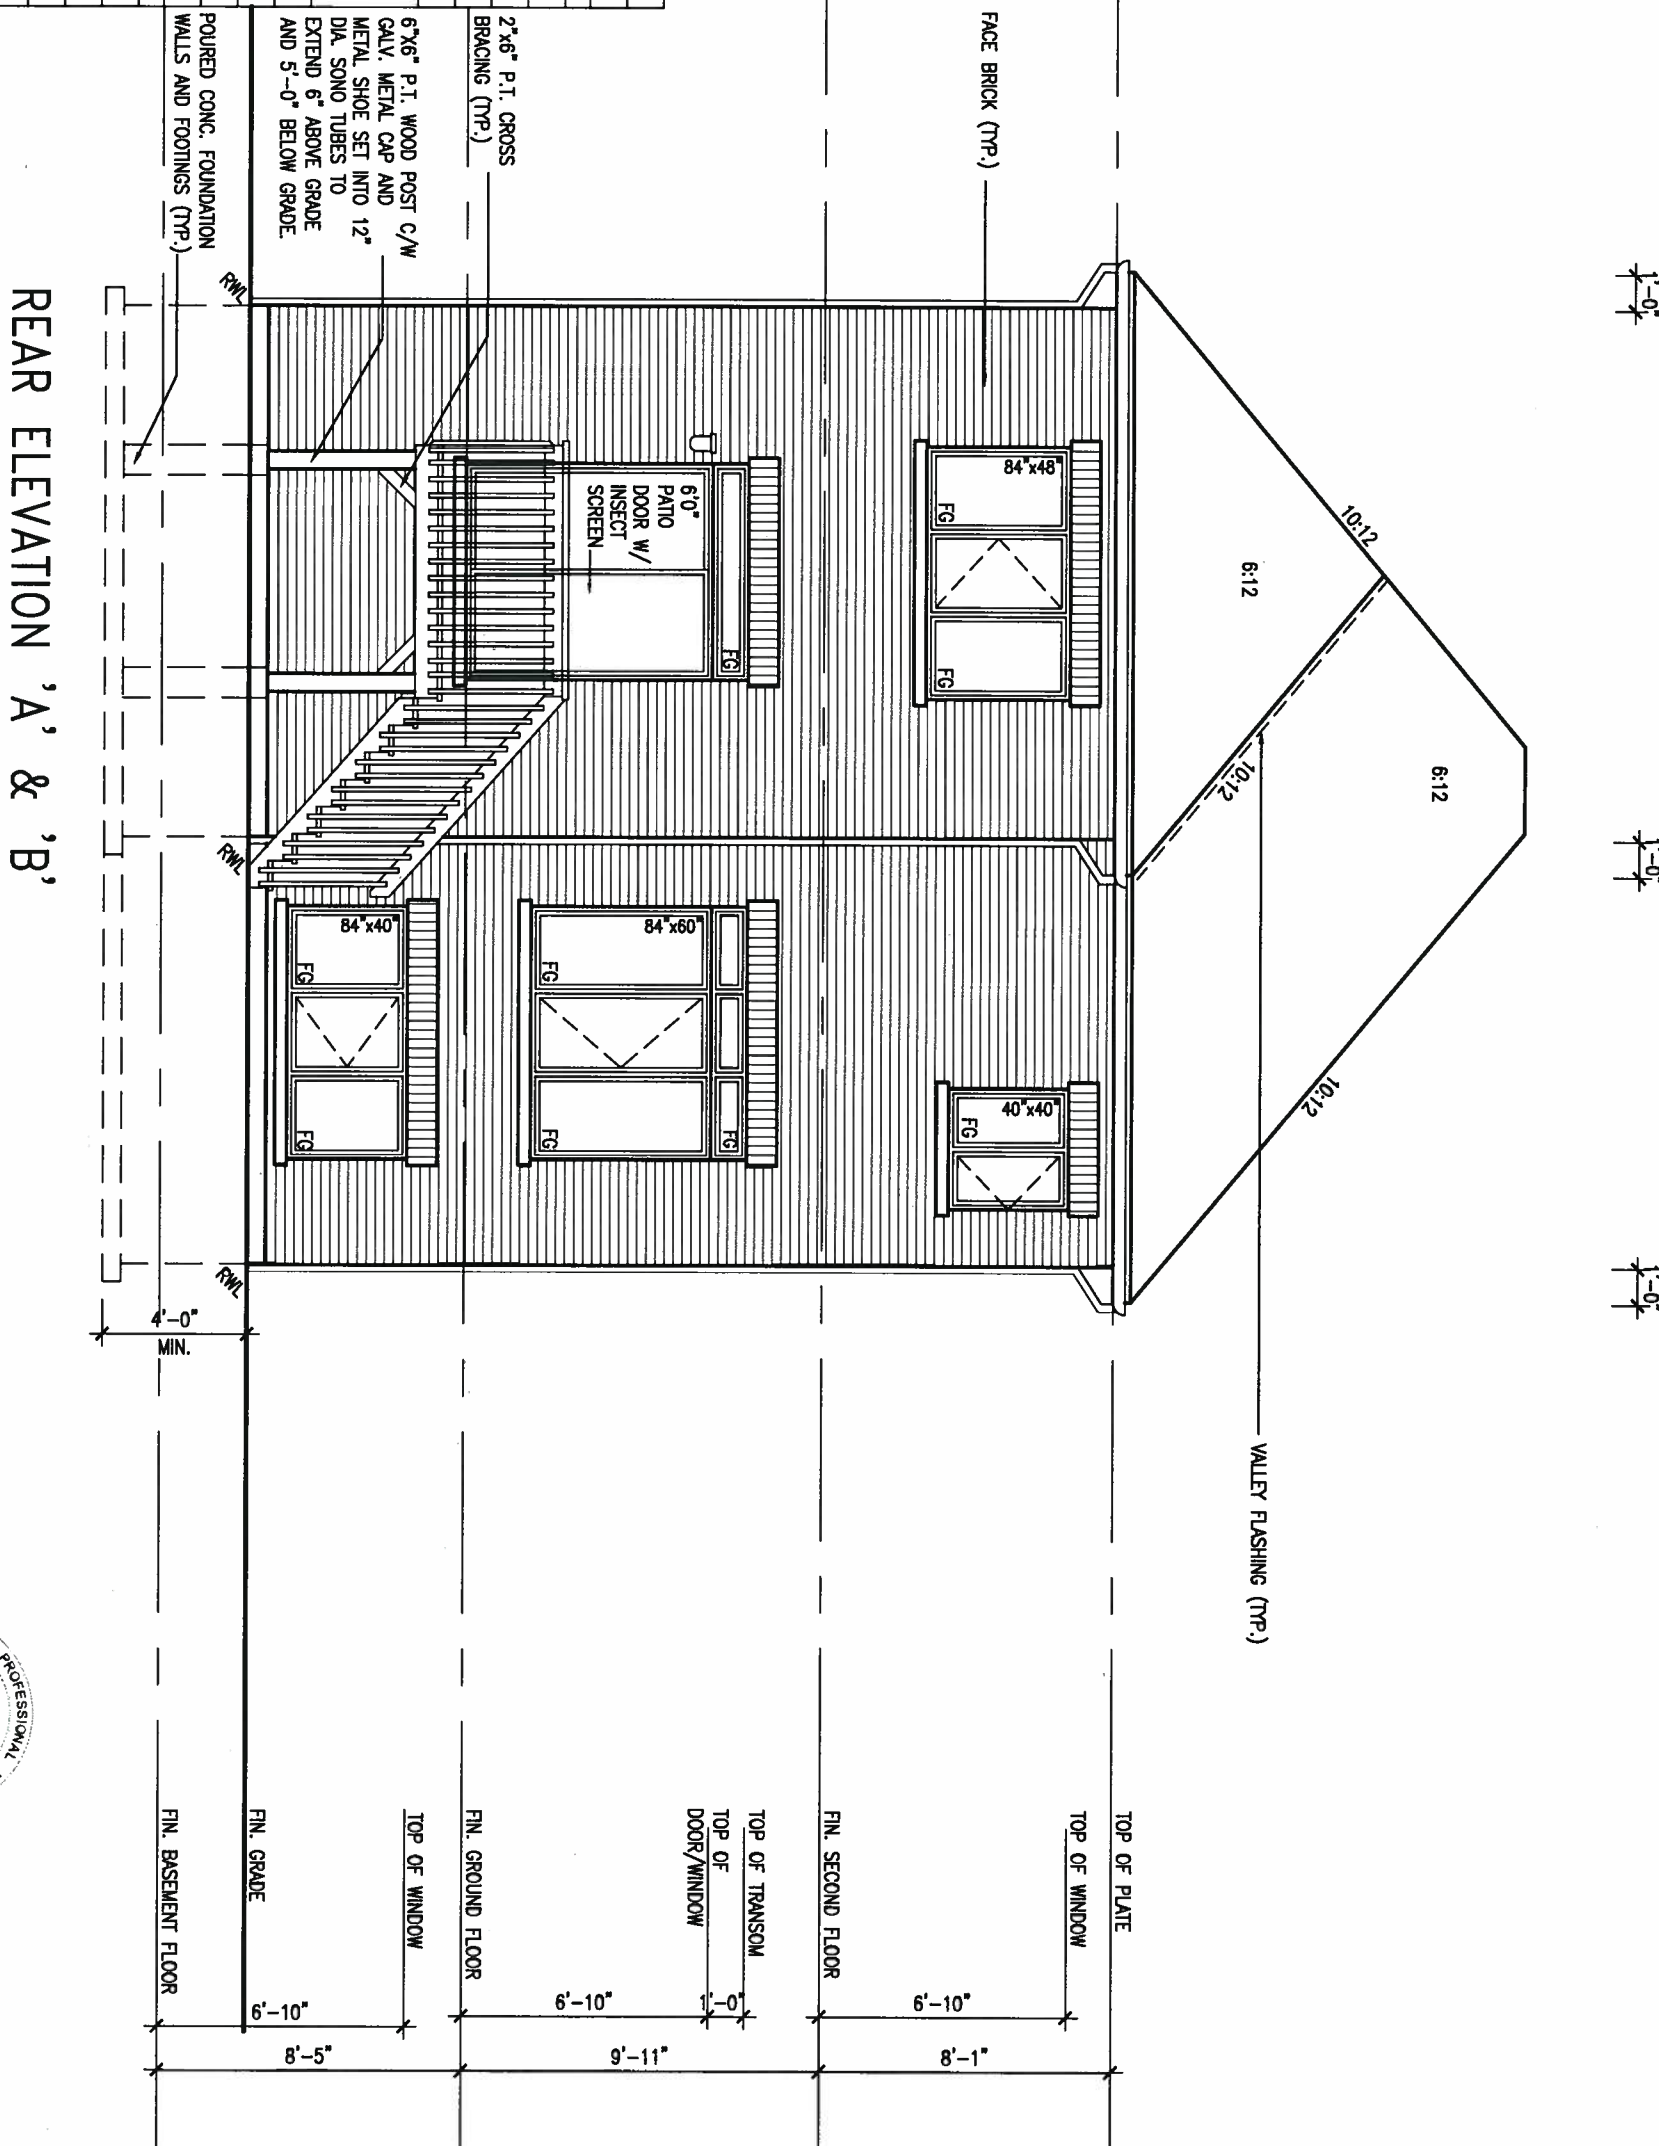 1'-0"
1'-0"
1'-0"
10:12
6:12
6:12
10:12
10:12
VALLEY FLASHING (TYP.)
FACE BRICK (TYP.)
2"x6" P.T. CROSS
BRACING (TYP.)
6"X6" P.T. WOOD POST C/W
GALV. METAL CAP AND
METAL SHOE SET INTO 12"
DIA. SONO TUBES TO
EXTEND 6" ABOVE GRADE
AND 5'-0" BELOW GRADE.
POURED CONC. FOUNDATION
WALLS AND FOOTINGS (TYP.)
84"x48"
FG
FG
40"x40"
FG
6'0"
PATIO
DOOR W/
INSECT
SCREEN
FG
84"x60"
FG
FG
FG
84"x40"
FG
FG
RWL
RWL
RWL
4'-0"
MIN.
TOP OF PLATE
TOP OF WINDOW
FIN. SECOND FLOOR
TOP OF TRANSOM
TOP OF
DOOR/WINDOW
FIN. GROUND FLOOR
TOP OF WINDOW
FIN. GRADE
FIN. BASEMENT FLOOR
6'-10"
1'-0"
6'-10"
6'-10"
8'-1"
9'-11"
8'-5"
REAR ELEVATION 'A' & 'B'
PROFESSIONAL